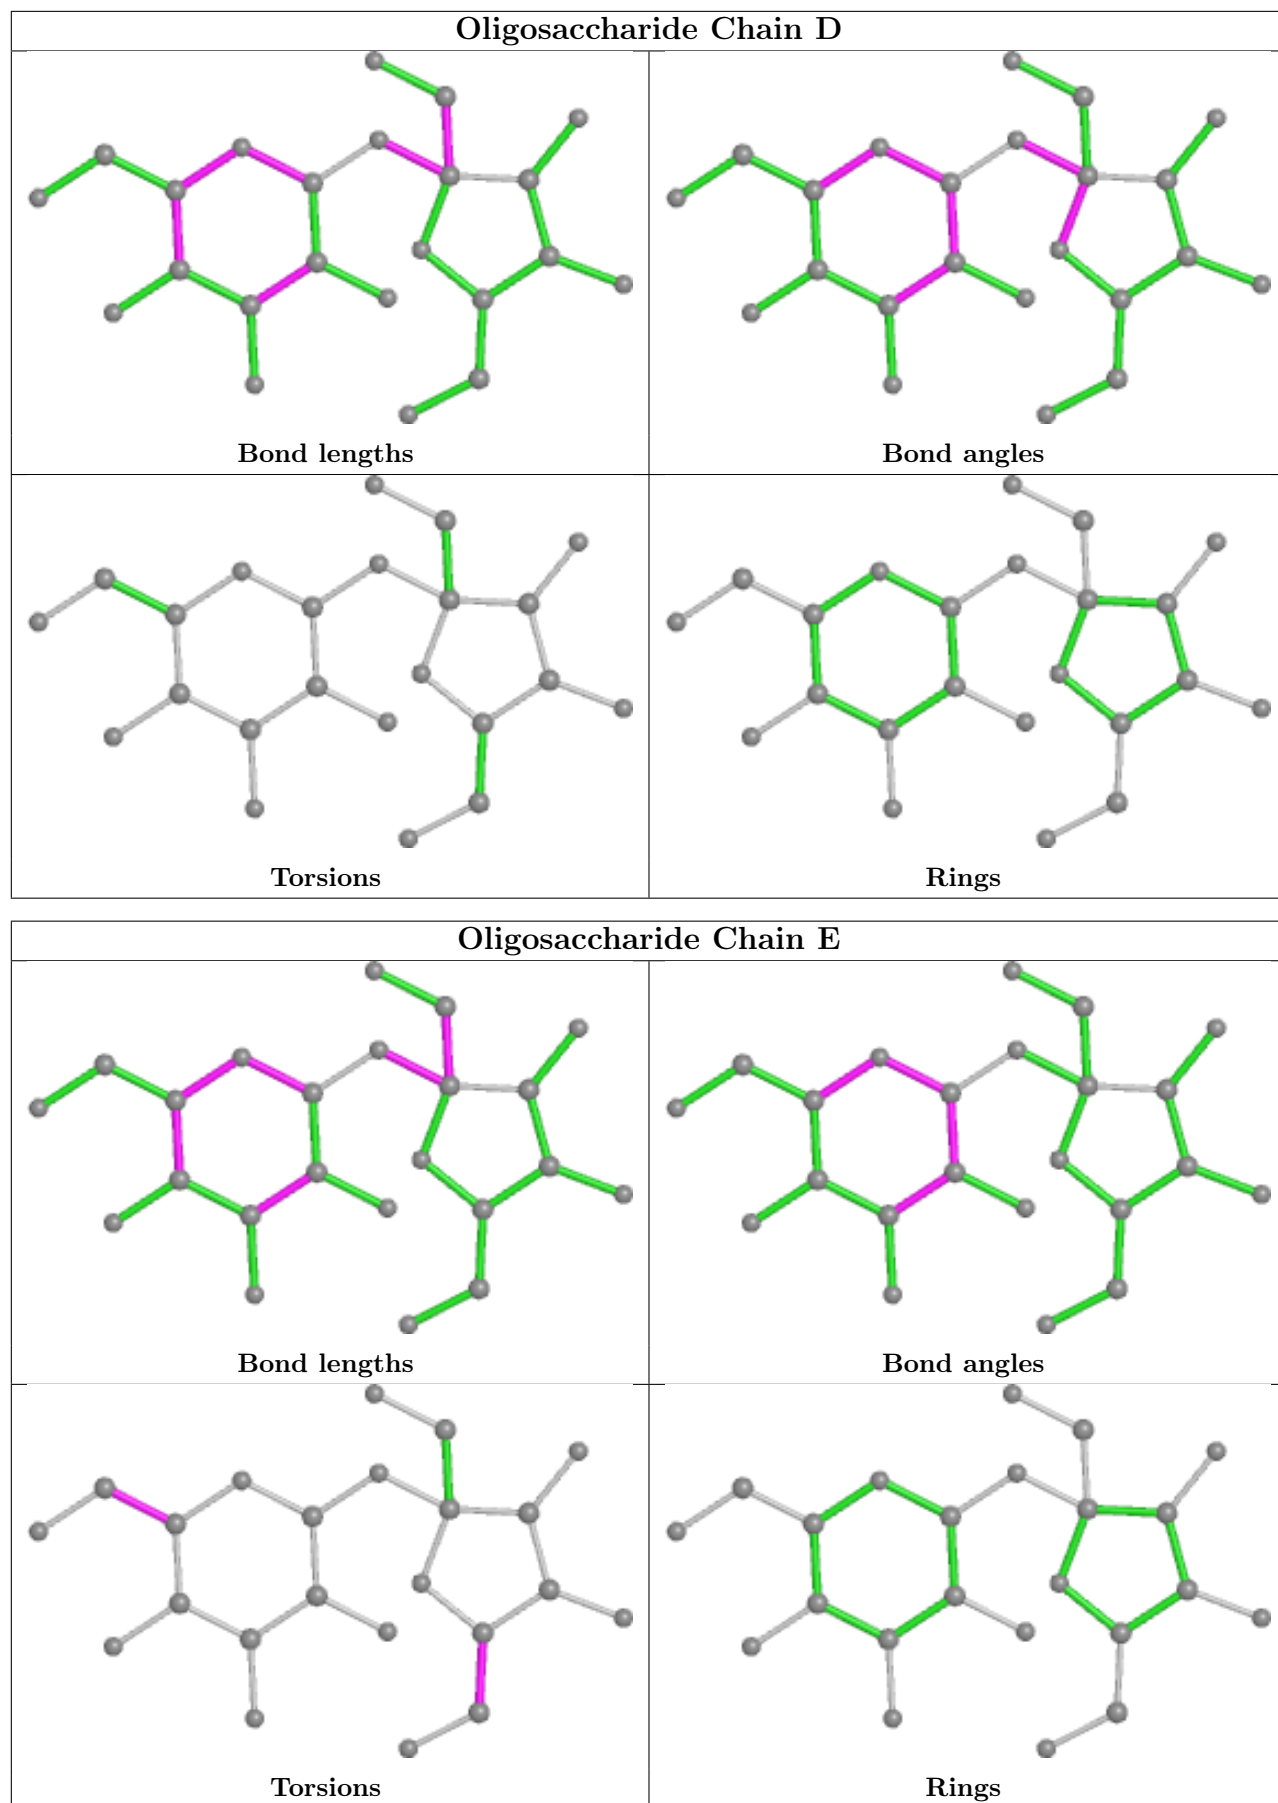 Oligosaccharide Chain D
Bond lengths
Bond angles
Torsions
Rings
Oligosaccharide Chain E
Bond lengths
Bond angles
Torsions
Rings